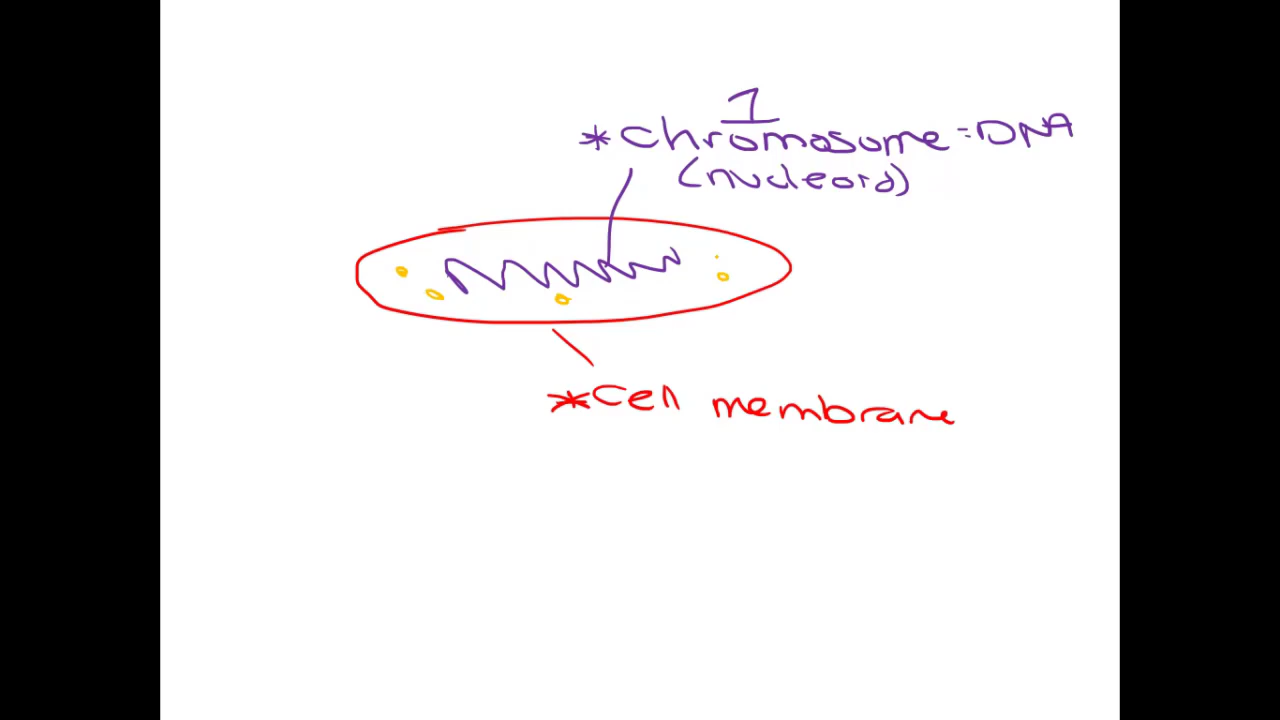 1
*chromosome = DNA
(nucleoid)
*Cell membrane